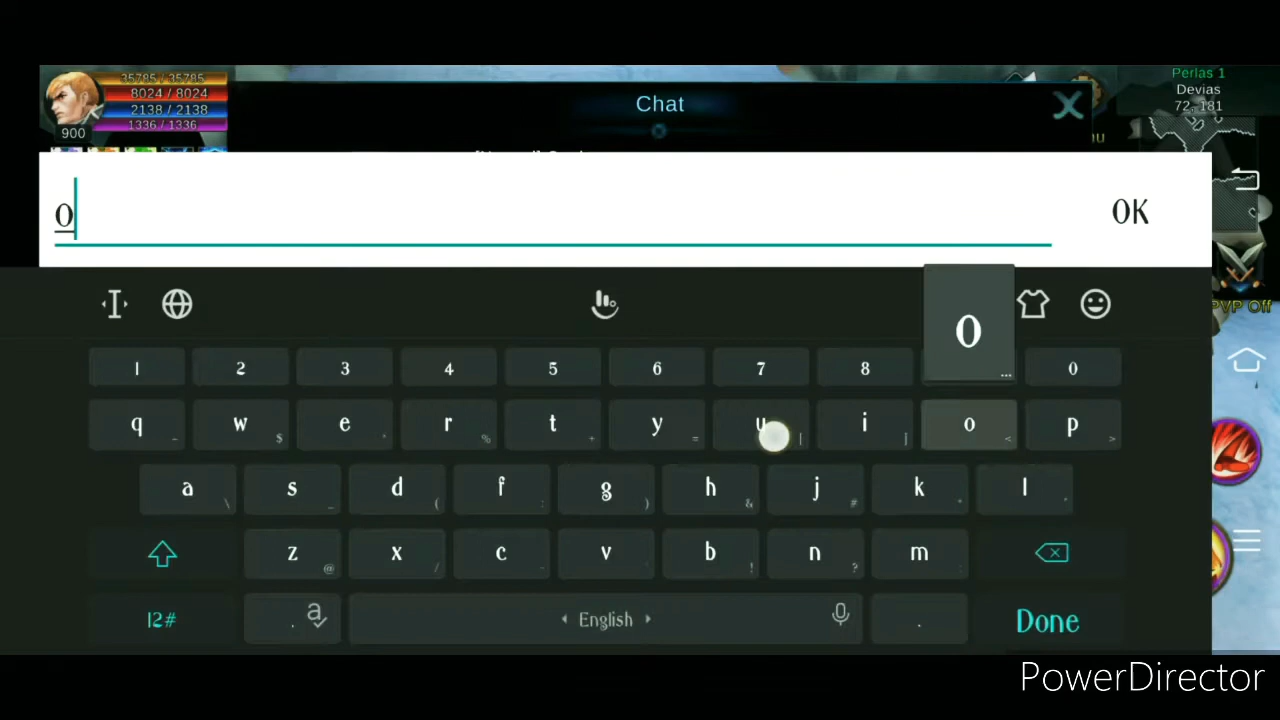 35785 / 35785
8024 / 8024
2138 / 2138
1336 / 1336
900
Chat
Perlas 1
Devias
72, 181
o
OK
PVP Off
o
1 2 3 4 5 6 7 8 0
q w e r t y u i o p
a s d f g h j k l
z x c v b n m
12# . English . Done
PowerDirector